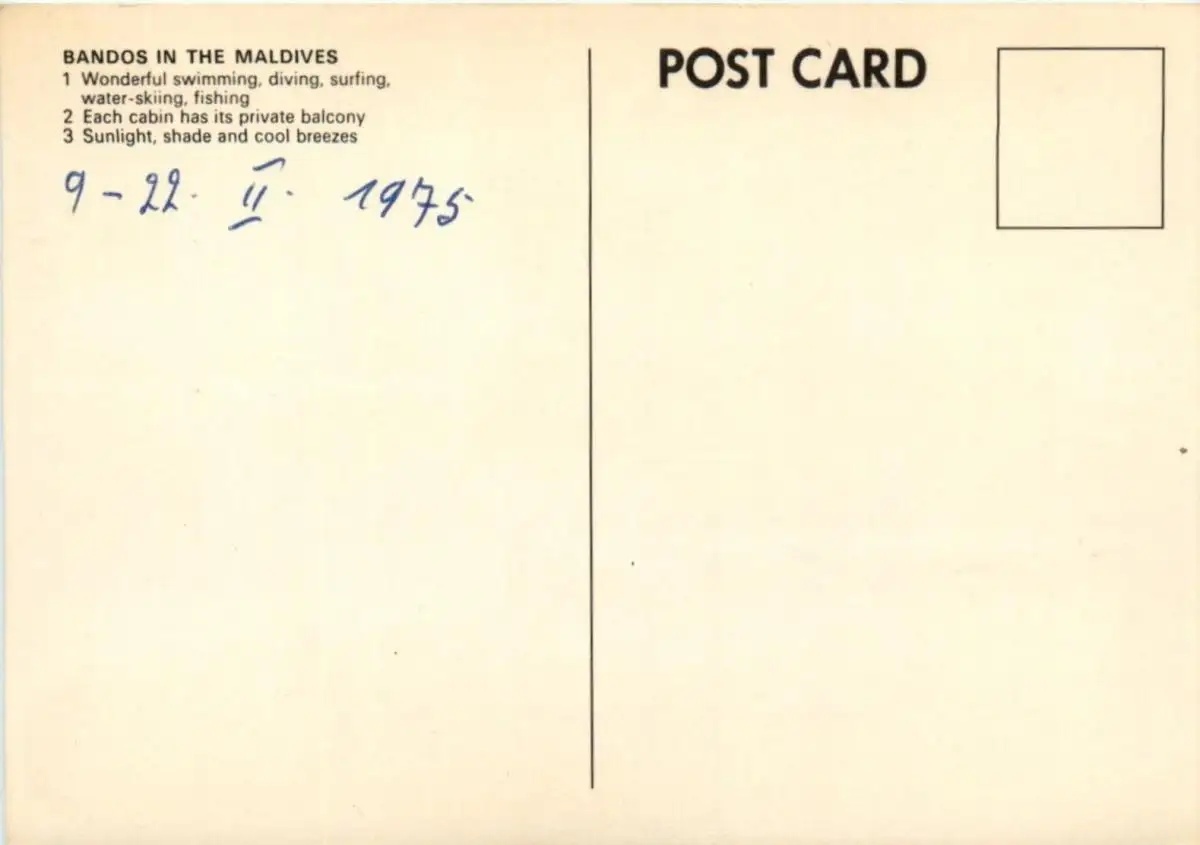 BANDOS IN THE MALDIVES
1 Wonderful swimming, diving, surfing,
water-skiing, fishing
2 Each cabin has its private balcony
3 Sunlight, shade and cool breezes
9 - 22. II. 1975
POST CARD